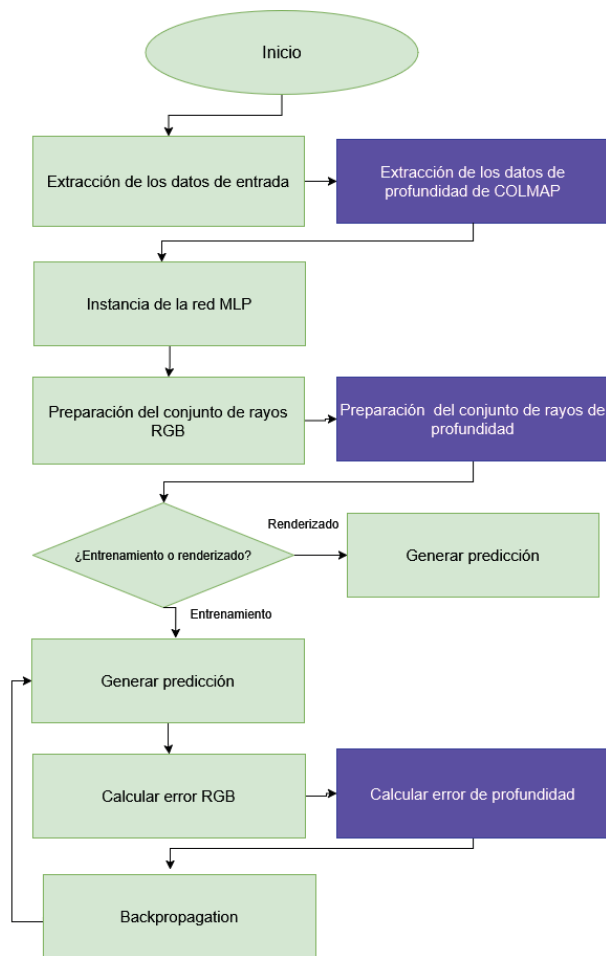 Inicio
Extracción de los datos de entrada
Extracción de los datos de
profundidad de COLMAP
Instancia de la red MLP
Preparación del conjunto de rayos
RGB
Preparación del conjunto de rayos de
profundidad
¿Entrenamiento o renderizado?
Renderizado
Generar predicción
Entrenamiento
Generar predicción
Calcular error RGB
Calcular error de profundidad
Backpropagation